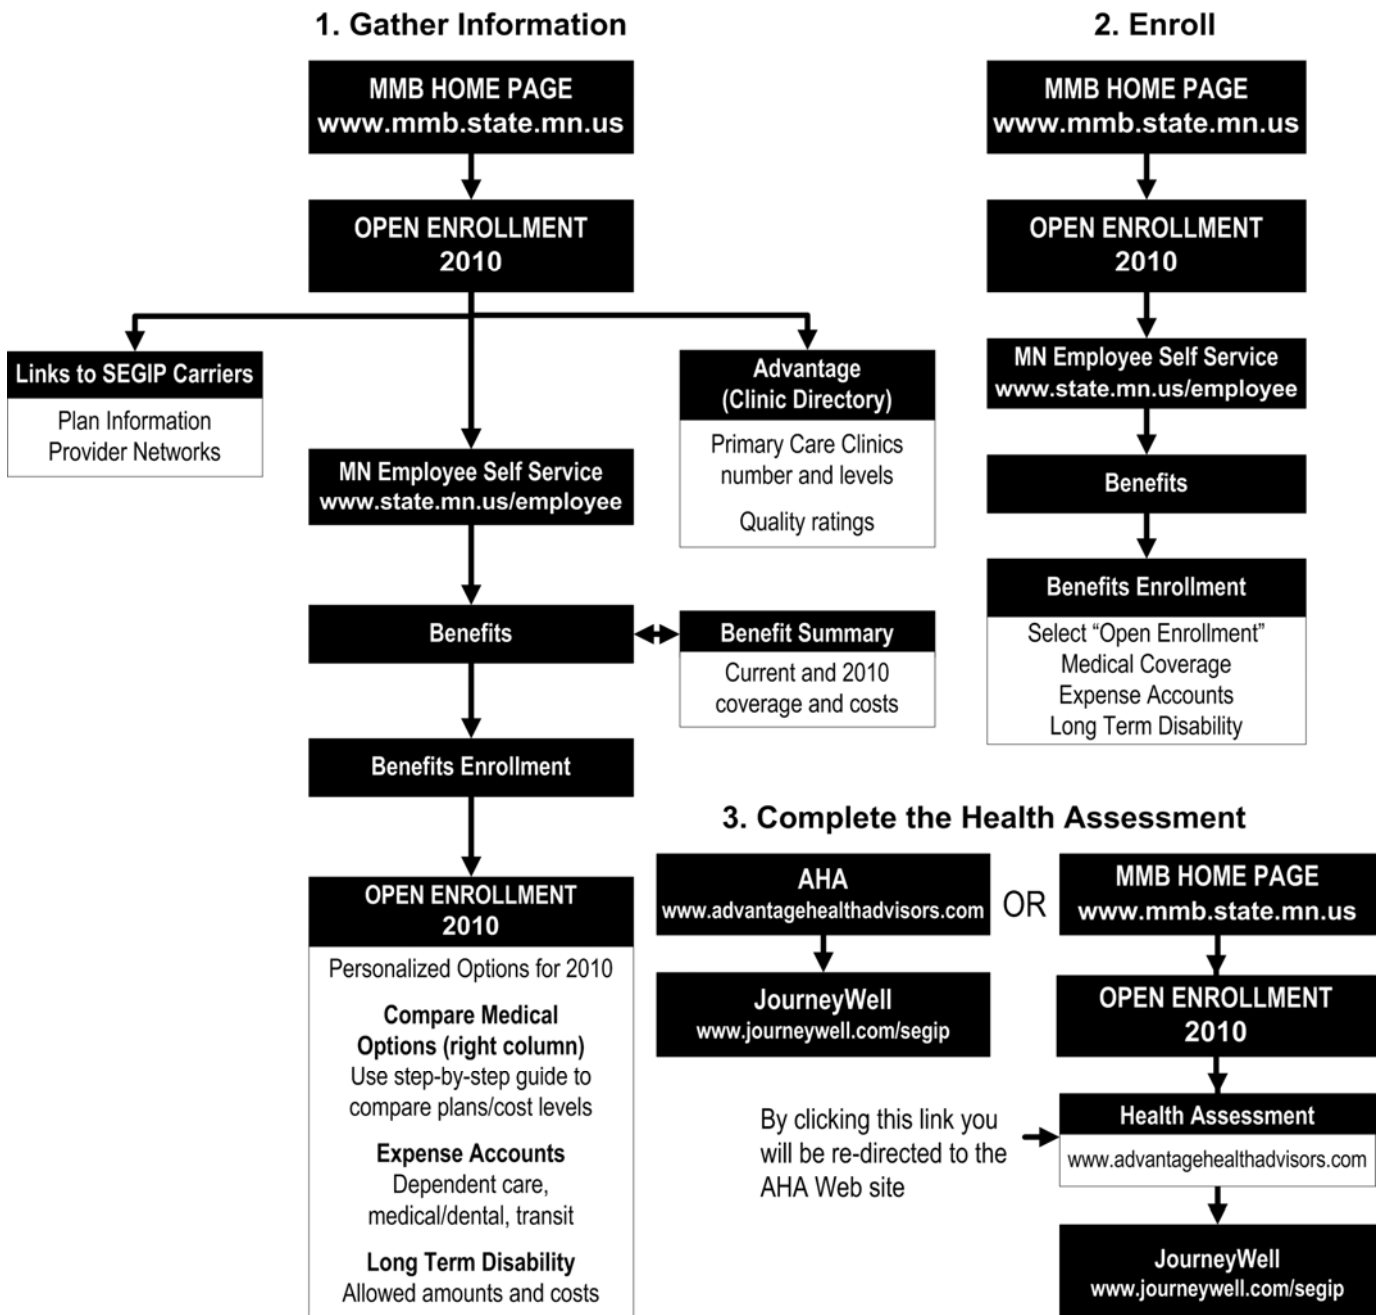 1. Gather Information
MMB HOME PAGE
www.mmb.state.mn.us
OPEN ENROLLMENT
2010
Links to SEGIP Carriers
Plan Information
Provider Networks
MN Employee Self Service
www.state.mn.us/employee
Advantage
(Clinic Directory)
Primary Care Clinics
number and levels
Quality ratings
Benefits
Benefit Summary
Current and 2010
coverage and costs
Benefits Enrollment
OPEN ENROLLMENT
2010
Personalized Options for 2010
Compare Medical
Options (right column)
Use step-by-step guide to
compare plans/cost levels
Expense Accounts
Dependent care,
medical/dental, transit
Long Term Disability
Allowed amounts and costs
2. Enroll
MMB HOME PAGE
www.mmb.state.mn.us
OPEN ENROLLMENT
2010
MN Employee Self Service
www.state.mn.us/employee
Benefits
Benefits Enrollment
Select “Open Enrollment”
Medical Coverage
Expense Accounts
Long Term Disability
3. Complete the Health Assessment
AHA
www.advantagehealthadvisors.com
JourneyWell
www.journeywell.com/segip
OR
MMB HOME PAGE
www.mmb.state.mn.us
OPEN ENROLLMENT
2010
By clicking this link you
will be re-directed to the
AHA Web site
Health Assessment
www.advantagehealthadvisors.com
JourneyWell
www.journeywell.com/segip